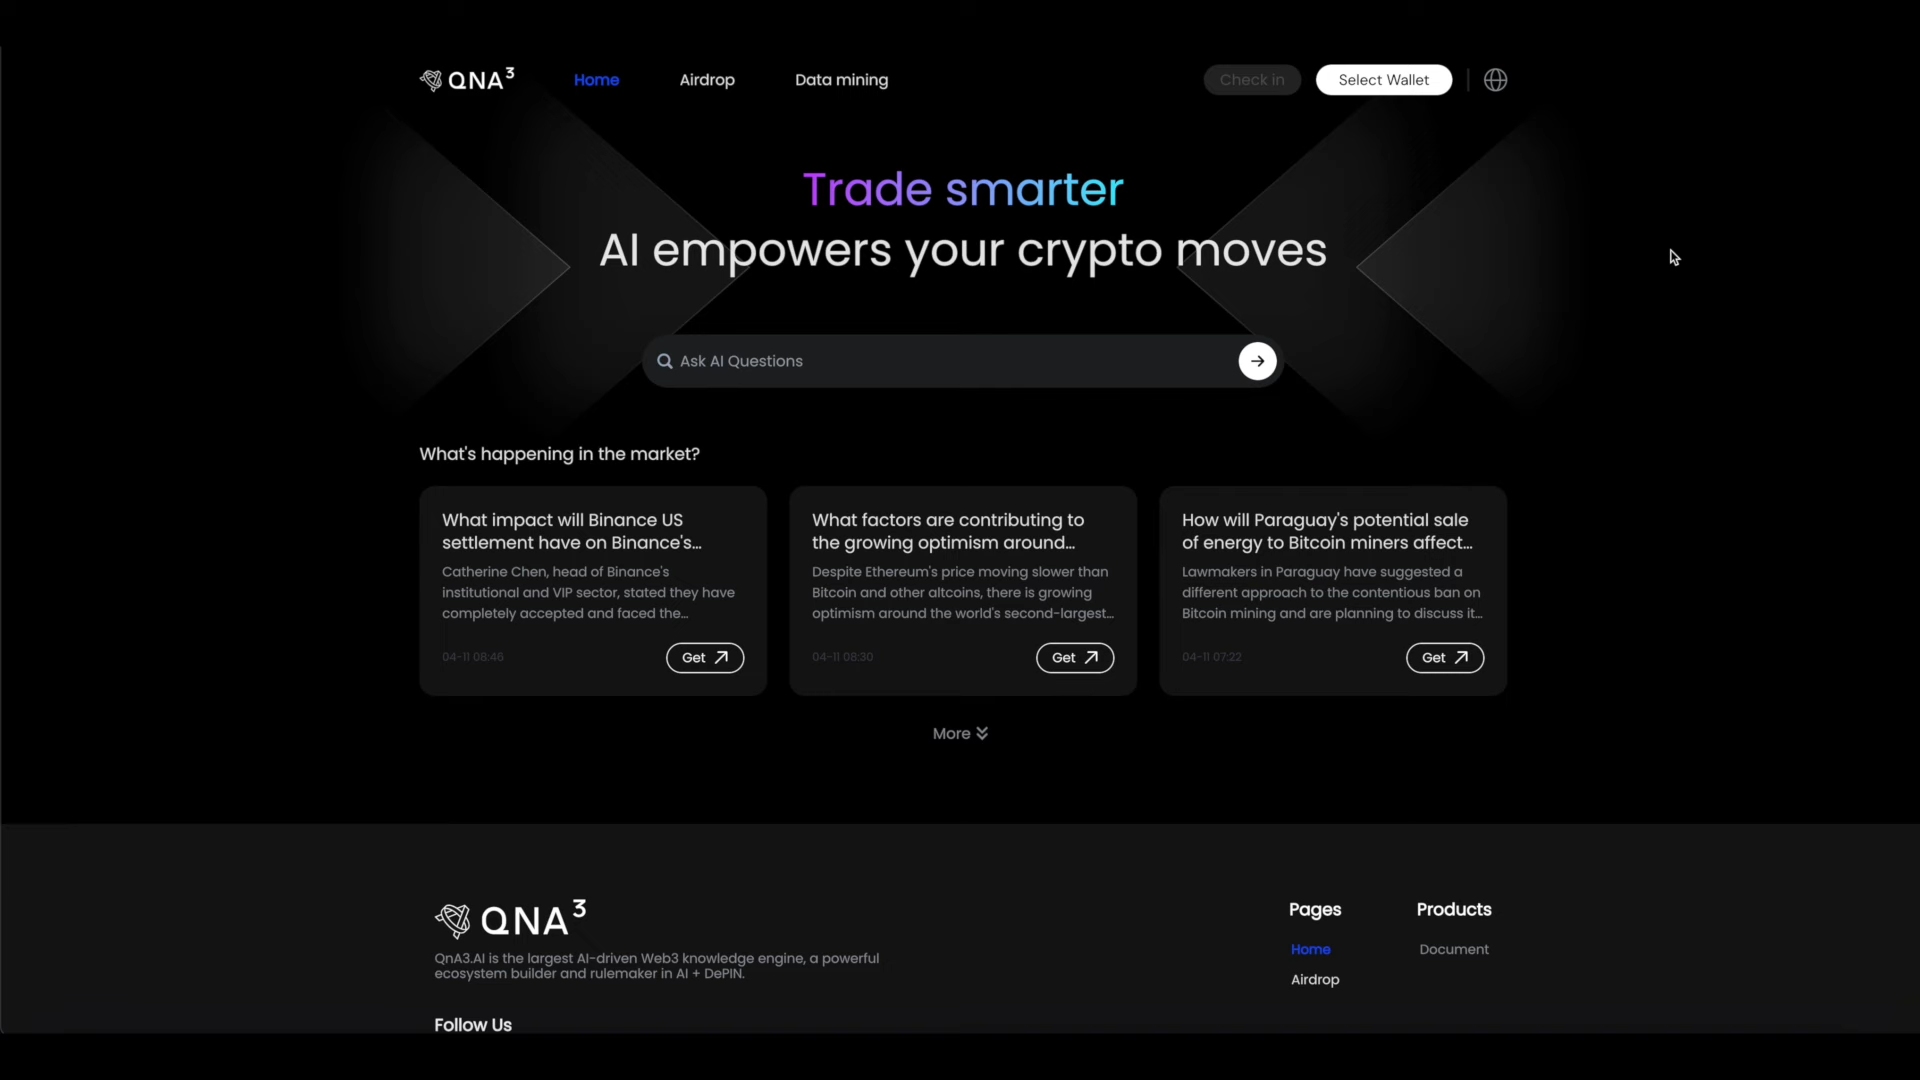 QNA3 Home Airdrop Data mining Check in Select Wallet
Trade smarter
AI empowers your crypto moves
Ask AI Questions
What's happening in the market?
What impact will Binance US
settlement have on Binance's...
Catherine Chen, head of Binance's
institutional and VIP sector, stated they have
completely accepted and faced the...
04-11 08:46 Get
What factors are contributing to
the growing optimism around...
Despite Ethereum's price moving slower than
Bitcoin and other altcoins, there is growing
optimism around the world's second-largest...
04-11 08:30 Get
How will Paraguay's potential sale
of energy to Bitcoin miners affect...
Lawmakers in Paraguay have suggested a
different approach to the contentious ban on
Bitcoin mining and are planning to discuss it...
04-11 07:22 Get
More
QNA3
QnA3.AI is the largest AI-driven Web3 knowledge engine, a powerful
ecosystem builder and rulemaker in AI + DePIN.
Follow Us
Pages
Home
Airdrop
Products
Document